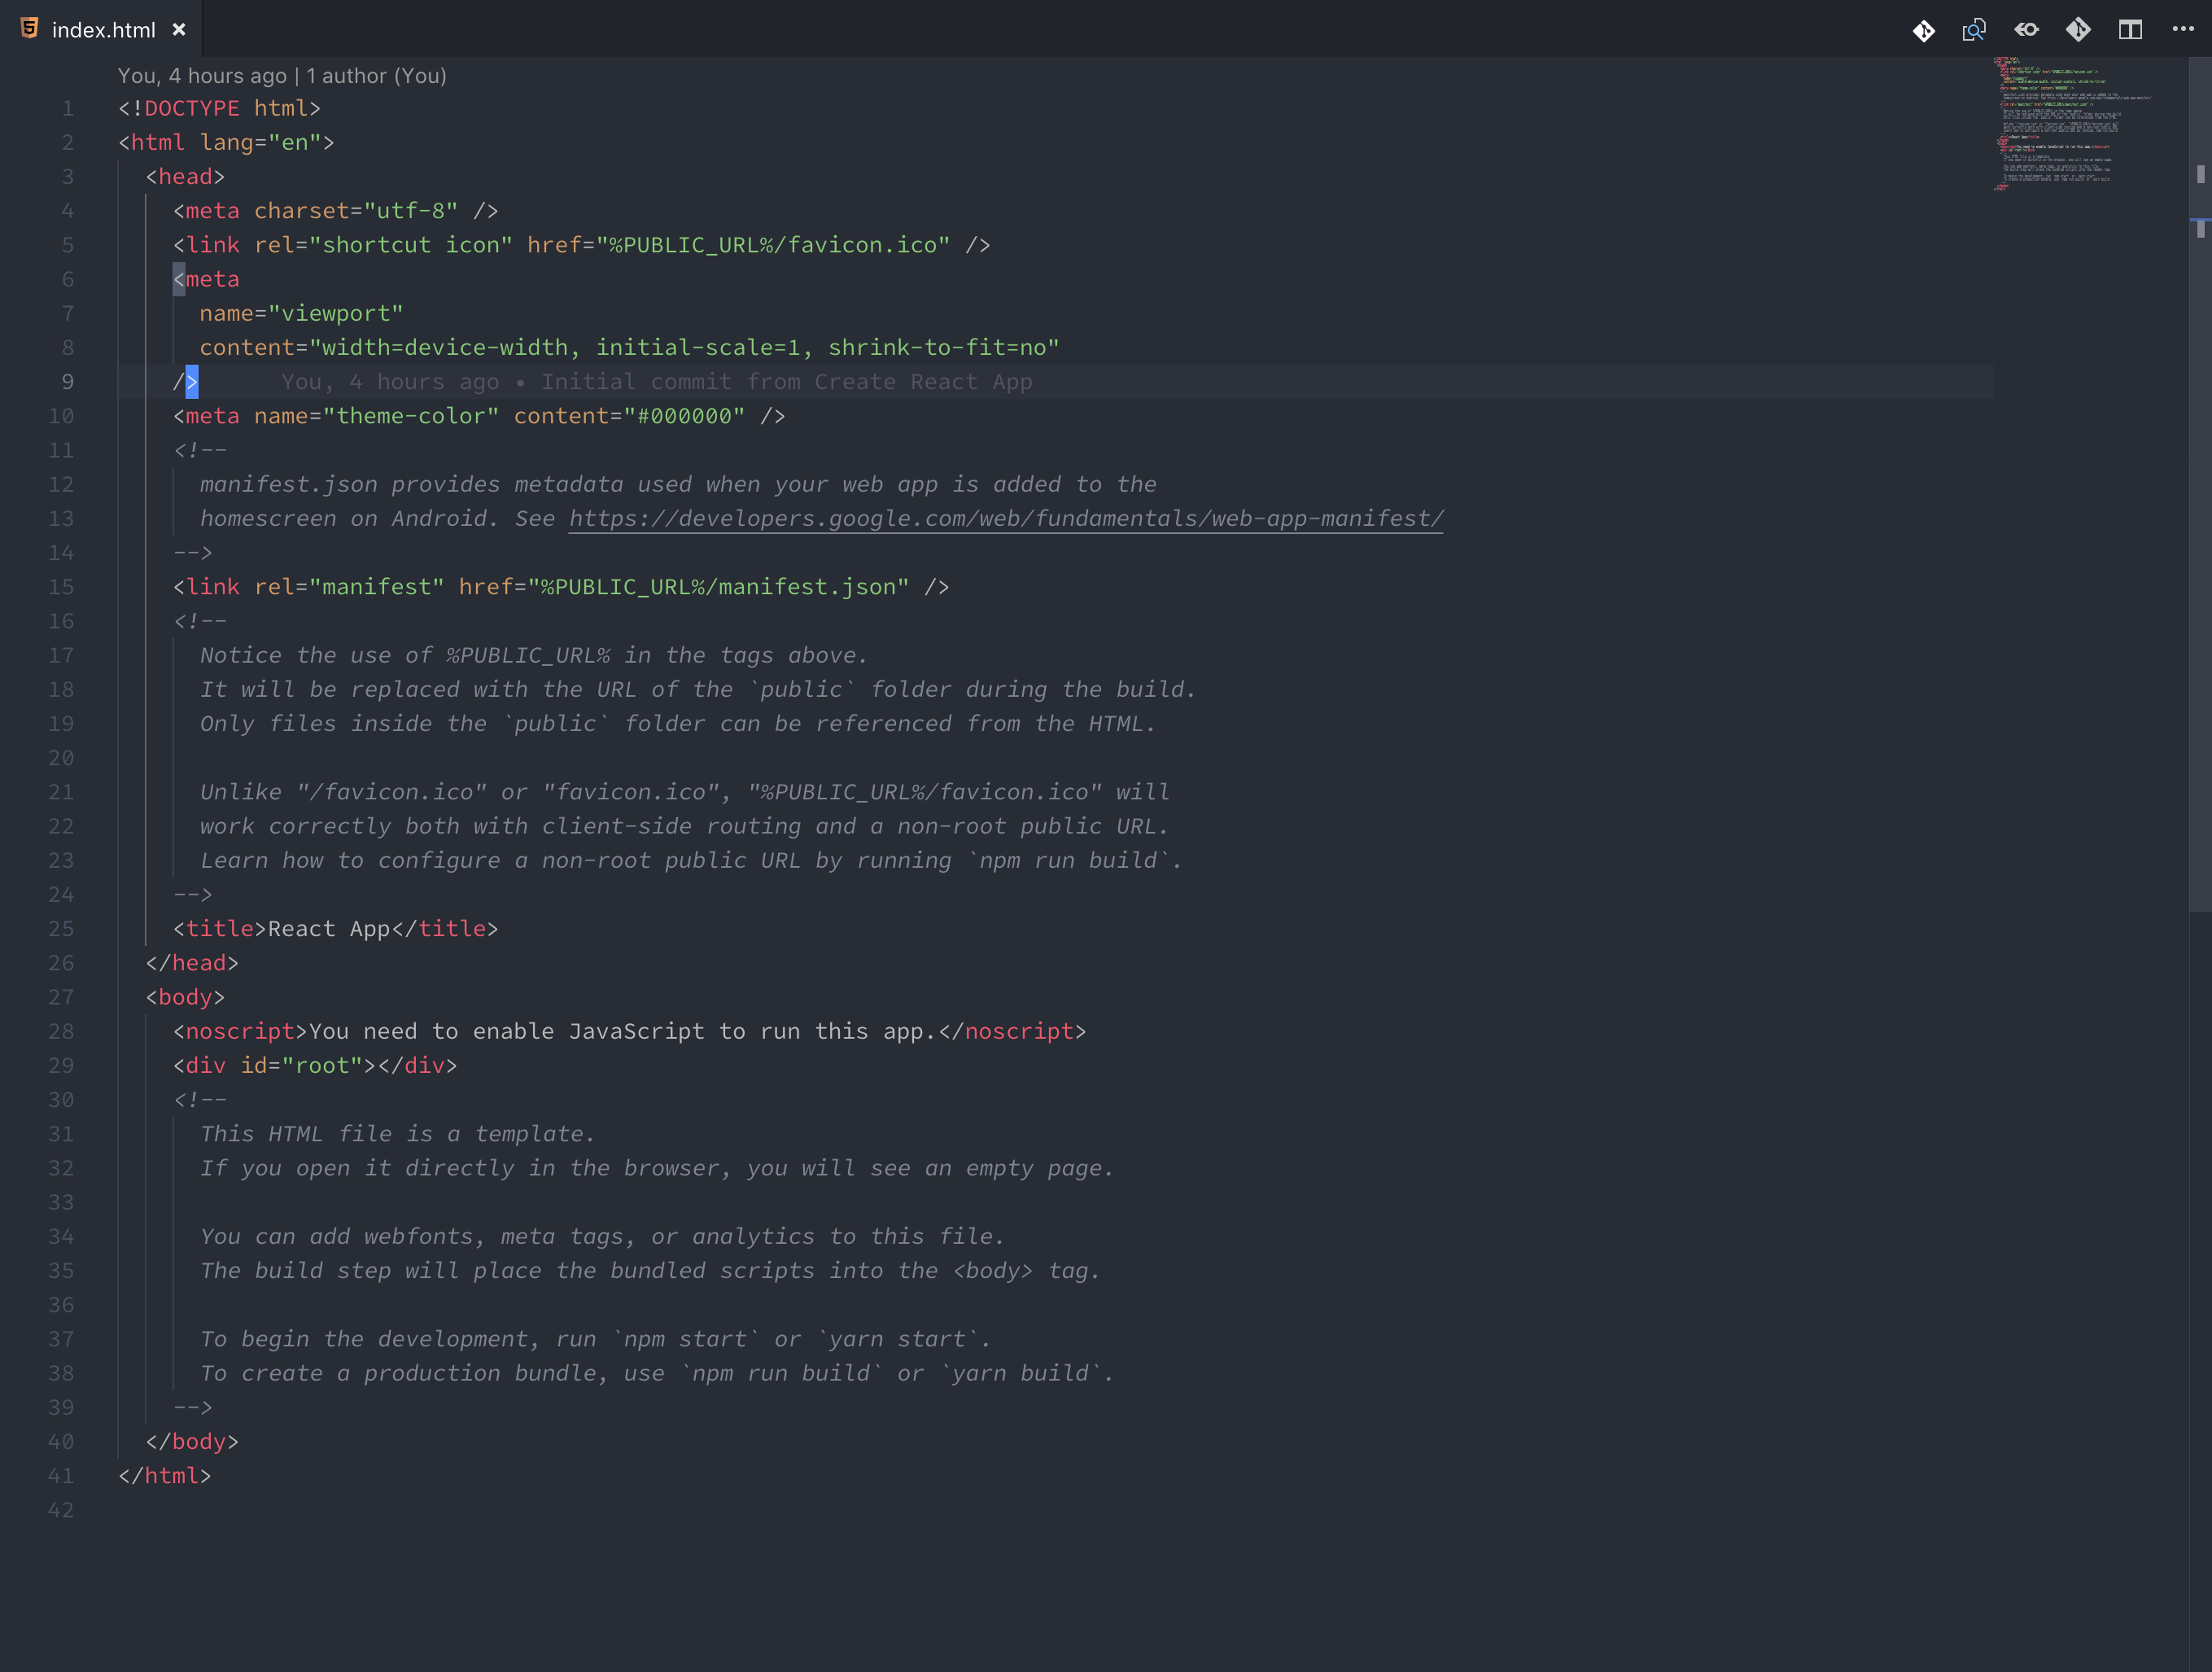 index.html
You, 4 hours ago | 1 author (You)
1 <!DOCTYPE html>
2 <html lang="en">
3 <head>
4 <meta charset="utf-8" />
5 <link rel="shortcut icon" href="%PUBLIC_URL%/favicon.ico" />
6 <meta
7 name="viewport"
8 content="width=device-width, initial-scale=1, shrink-to-fit=no"
9 /> You, 4 hours ago • Initial commit from Create React App
10 <meta name="theme-color" content="#000000" />
11 <!--
12 manifest.json provides metadata used when your web app is added to the
13 homescreen on Android. See https://developers.google.com/web/fundamentals/web-app-manifest/
14 -->
15 <link rel="manifest" href="%PUBLIC_URL%/manifest.json" />
16 <!--
17 Notice the use of %PUBLIC_URL% in the tags above.
18 It will be replaced with the URL of the `public` folder during the build.
19 Only files inside the `public` folder can be referenced from the HTML.
20
21 Unlike "/favicon.ico" or "favicon.ico", "%PUBLIC_URL%/favicon.ico" will
22 work correctly both with client-side routing and a non-root public URL.
23 Learn how to configure a non-root public URL by running `npm run build`.
24 -->
25 <title>React App</title>
26 </head>
27 <body>
28 <noscript>You need to enable JavaScript to run this app.</noscript>
29 <div id="root"></div>
30 <!--
31 This HTML file is a template.
32 If you open it directly in the browser, you will see an empty page.
33
34 You can add webfonts, meta tags, or analytics to this file.
35 The build step will place the bundled scripts into the <body> tag.
36
37 To begin the development, run `npm start` or `yarn start`.
38 To create a production bundle, use `npm run build` or `yarn build`.
39 -->
40 </body>
41 </html>
42